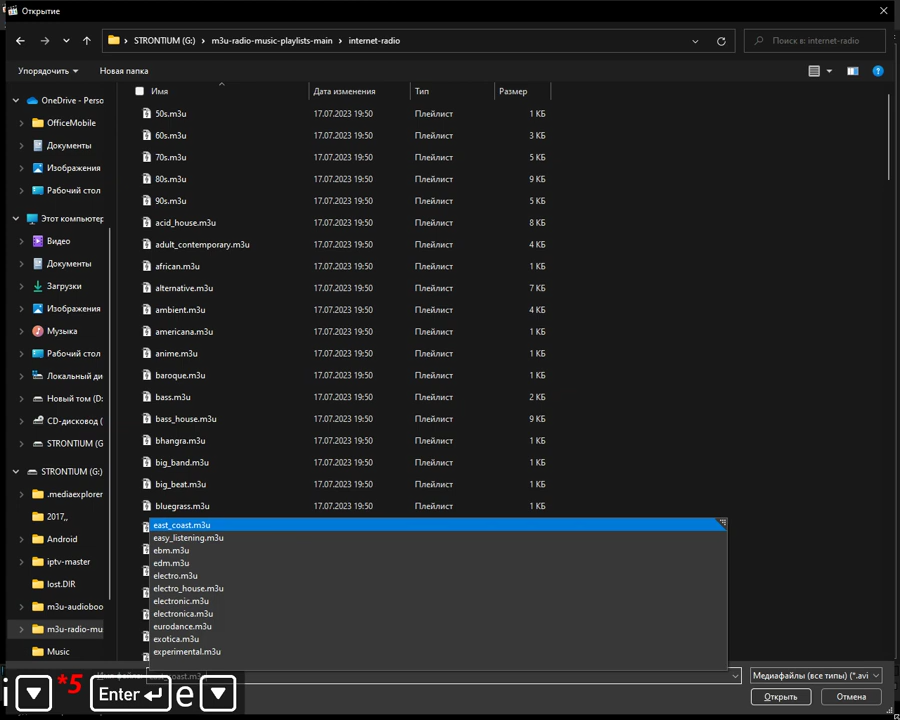 Открытие
STRONTIUM (G:) › m3u-radio-music-playlists-main › internet-radio
Поиск в: internet-radio
Упорядочить
Новая папка
Имя
Дата изменения
Тип
Размер
OneDrive - Perso
OfficeMobile
Документы
Изображения
Рабочий стол
Этот компьютер
Видео
Документы
Загрузки
Изображения
Музыка
Рабочий стол
Локальный ди
Новый том (D:
CD-дисковод (
STRONTIUM (G
STRONTIUM (G:)
.mediaexplorer
2017,,
Android
iptv-master
lost.DIR
m3u-audioboo
m3u-radio-mu
Music
50s.m3u 17.07.2023 19:50 Плейлист 1 КБ
60s.m3u 17.07.2023 19:50 Плейлист 3 КБ
70s.m3u 17.07.2023 19:50 Плейлист 5 КБ
80s.m3u 17.07.2023 19:50 Плейлист 9 КБ
90s.m3u 17.07.2023 19:50 Плейлист 5 КБ
acid_house.m3u 17.07.2023 19:50 Плейлист 8 КБ
adult_contemporary.m3u 17.07.2023 19:50 Плейлист 4 КБ
african.m3u 17.07.2023 19:50 Плейлист 1 КБ
alternative.m3u 17.07.2023 19:50 Плейлист 7 КБ
ambient.m3u 17.07.2023 19:50 Плейлист 4 КБ
americana.m3u 17.07.2023 19:50 Плейлист 1 КБ
anime.m3u 17.07.2023 19:50 Плейлист 1 КБ
baroque.m3u 17.07.2023 19:50 Плейлист 1 КБ
bass.m3u 17.07.2023 19:50 Плейлист 2 КБ
bass_house.m3u 17.07.2023 19:50 Плейлист 9 КБ
bhangra.m3u 17.07.2023 19:50 Плейлист 1 КБ
big_band.m3u 17.07.2023 19:50 Плейлист 1 КБ
big_beat.m3u 17.07.2023 19:50 Плейлист 1 КБ
bluegrass.m3u 17.07.2023 19:50 Плейлист 1 КБ
east_coast.m3u
easy_listening.m3u
ebm.m3u
edm.m3u
electro.m3u
electro_house.m3u
electronic.m3u
electronica.m3u
eurodance.m3u
exotica.m3u
experimental.m3u
east_coast.m3u
Медиафайлы (все типы) (*.avi
Открыть
Отмена
i *5 Enter e